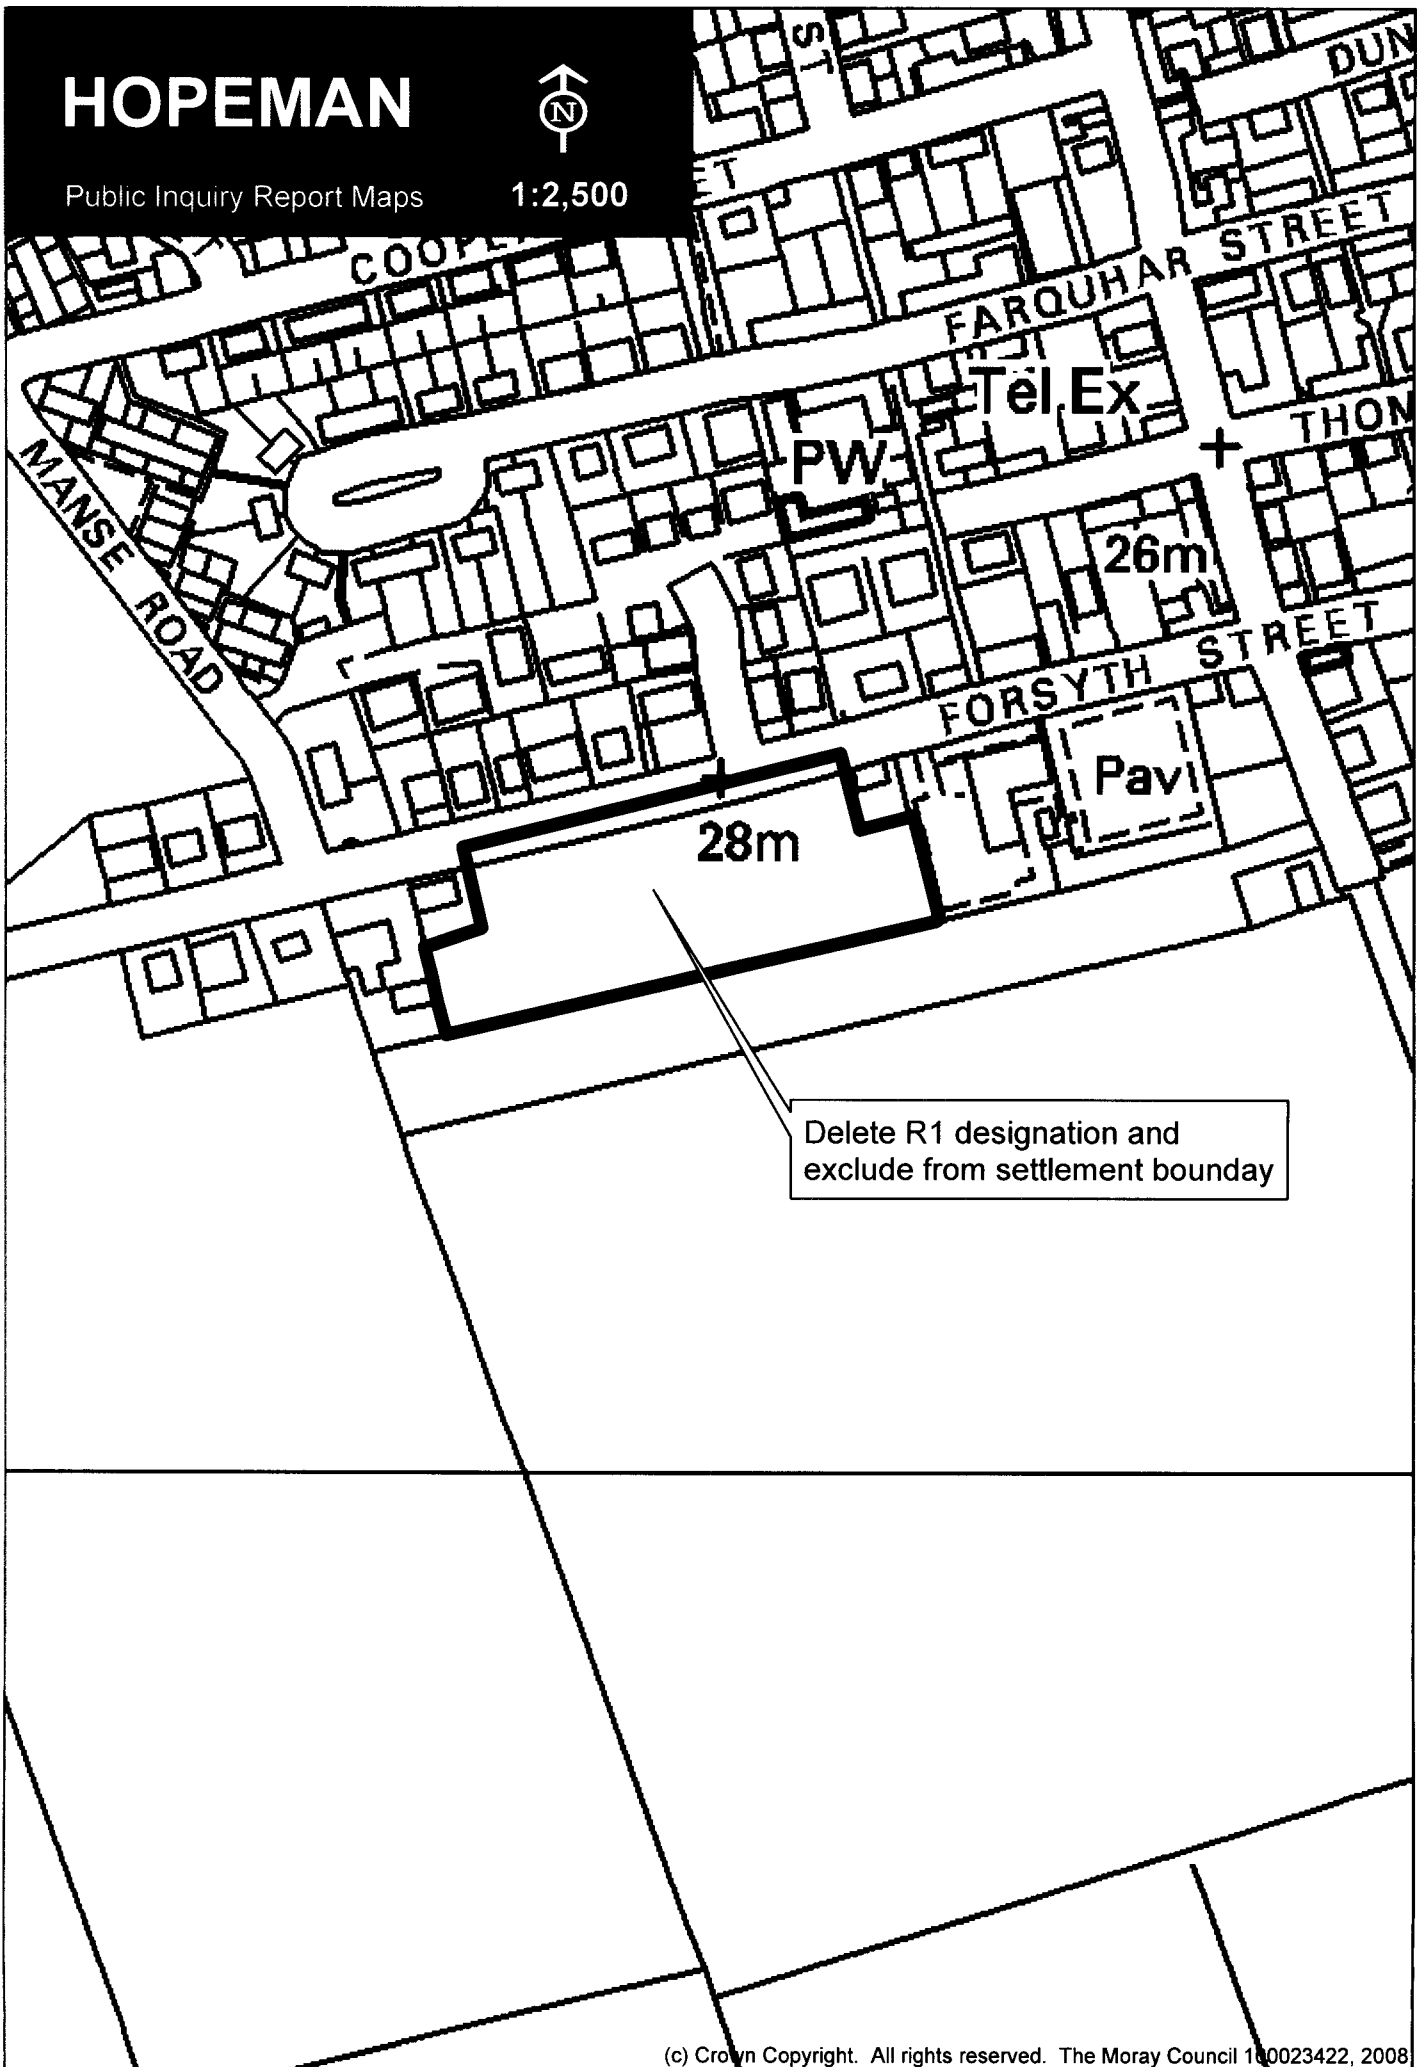 HOPEMAN
N
Public Inquiry Report Maps 1:2,500
ST
DUN
ET
FARQUHAR STREET
Tel Ex
PW
THOM
MANSE ROAD
26m
FORSYTH STREET
Pav
28m
Delete R1 designation and
exclude from settlement bounday
(c) Crown Copyright. All rights reserved. The Moray Council 100023422, 2008